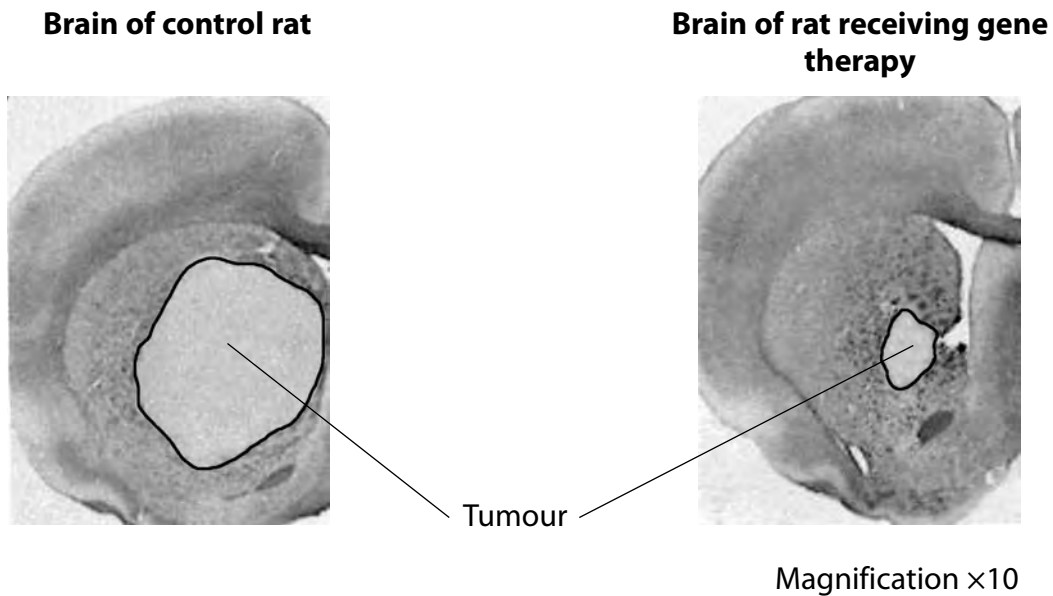 Brain of control rat
Brain of rat receiving gene
therapy
Tumour
Magnification ×10